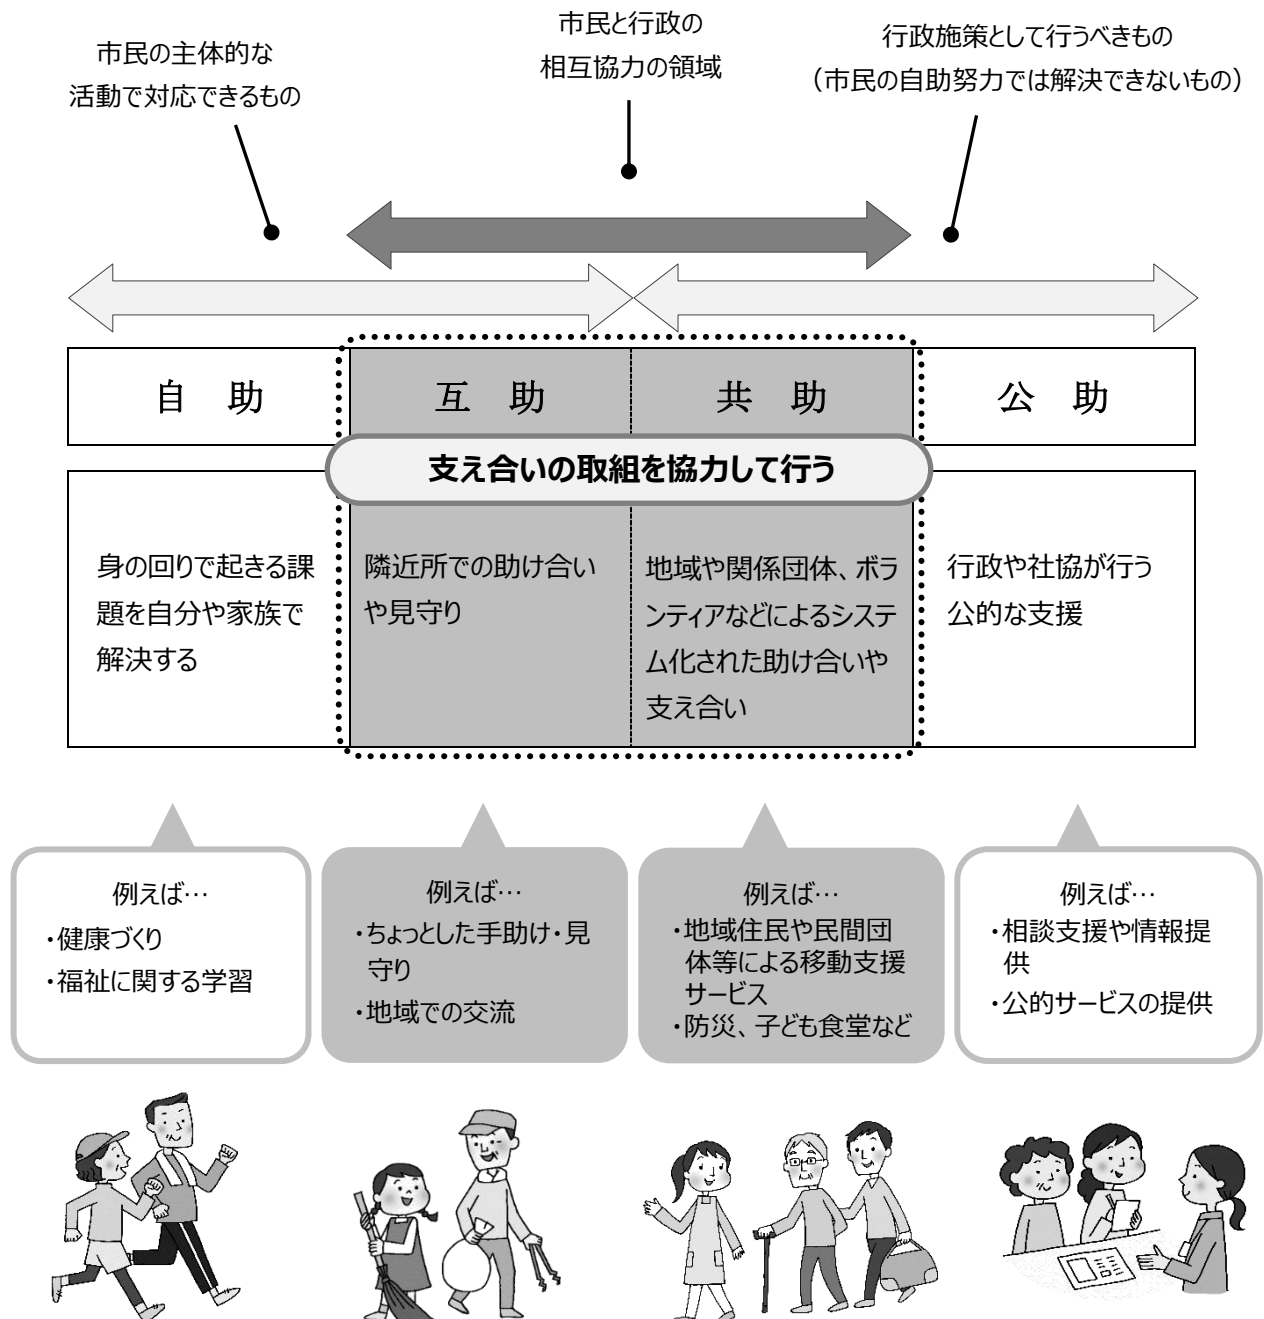 市民の主体的な
活動で対応できるもの
市民と行政の
相互協力の領域
行政施策として行うべきもの
（市民の自助努力では解決できないもの）
自　助
互　助
共　助
公　助
支え合いの取組を協力して行う
身の回りで起きる課
題を自分や家族で
解決する
隣近所での助け合い
や見守り
地域や関係団体、ボラ
ンティアなどによるシステ
ム化された助け合いや
支え合い
行政や社協が行う
公的な支援
例えば…
・健康づくり
・福祉に関する学習
例えば…
・ちょっとした手助け・見
守り
・地域での交流
例えば…
・地域住民や民間団
体等による移動支援
サービス
・防災、子ども食堂など
例えば…
・相談支援や情報提
供
・公的サービスの提供